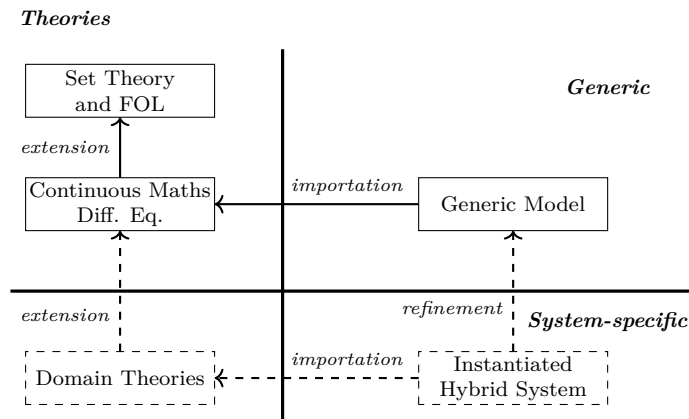 Theories
Set Theory
and FOL
Generic
extension
Continuous Maths
Diff. Eq.
importation
Generic Model
extension
refinement
System-specific
Domain Theories
importation
Instantiated
Hybrid System